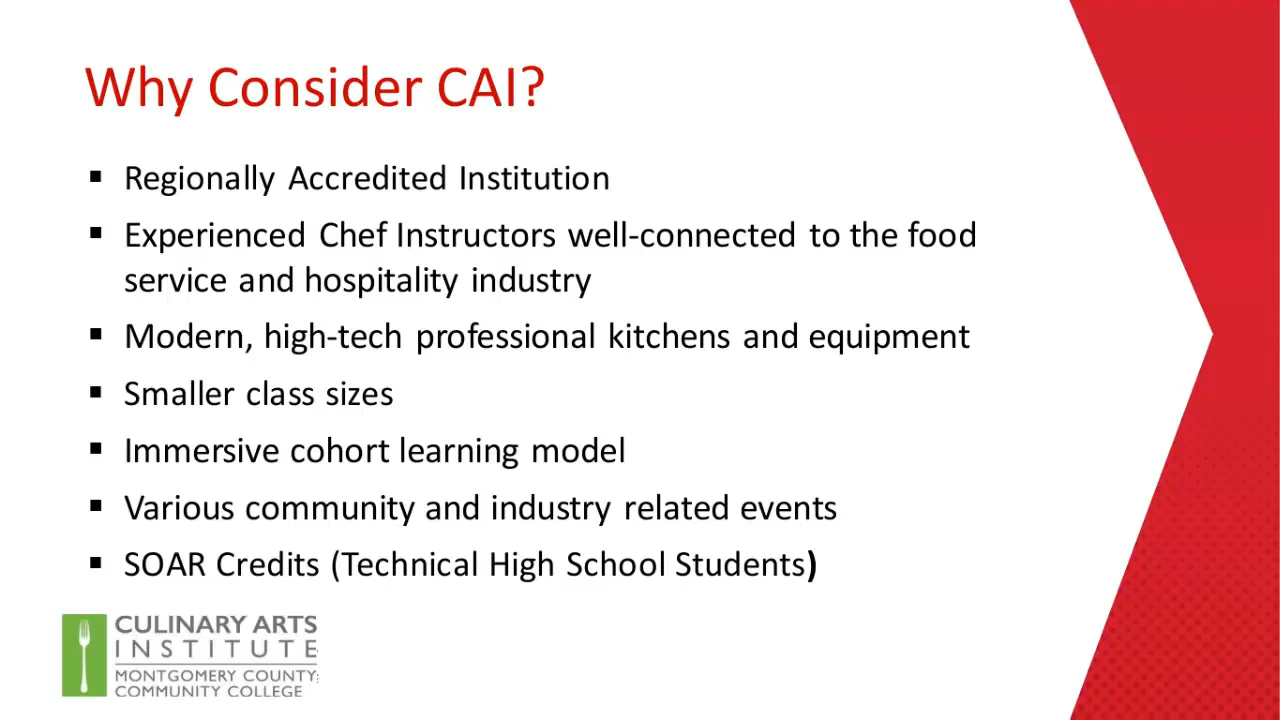 Why Consider CAI?
▪ Regionally Accredited Institution
▪ Experienced Chef Instructors well-connected to the food
service and hospitality industry
▪ Modern, high-tech professional kitchens and equipment
▪ Smaller class sizes
▪ Immersive cohort learning model
▪ Various community and industry related events
▪ SOAR Credits (Technical High School Students)
CULINARY ARTS
INSTITUTE
MONTGOMERY COUNTY
COMMUNITY COLLEGE